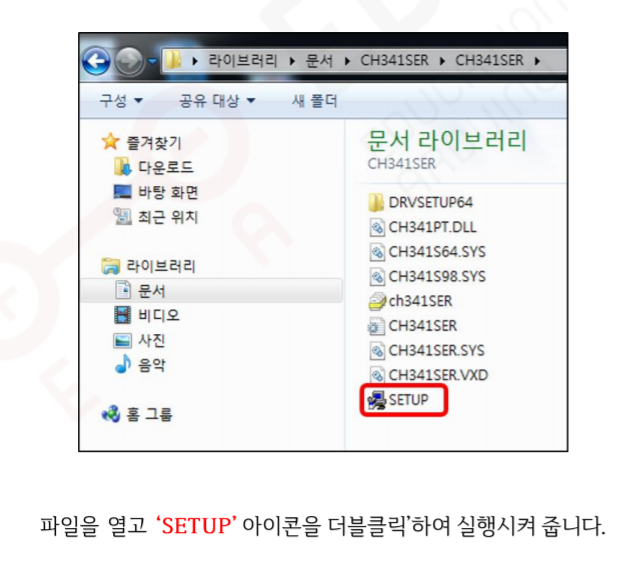 라이브러리 ▸ 문서 ▸ CH341SER ▸ CH341SER ▸
구성 ▼ 공유 대상 ▼ 새 폴더
즐겨찾기
다운로드
바탕 화면
최근 위치
라이브러리
문서
비디오
사진
음악
홈 그룹
문서 라이브러리
CH341SER
DRVSETUP64
CH341PT.DLL
CH341S64.SYS
CH341S98.SYS
ch341SER
CH341SER
CH341SER.SYS
CH341SER.VXD
SETUP
파일을 열고 ‘SETUP’ 아이콘을 더블클릭’하여 실행시켜 줍니다.